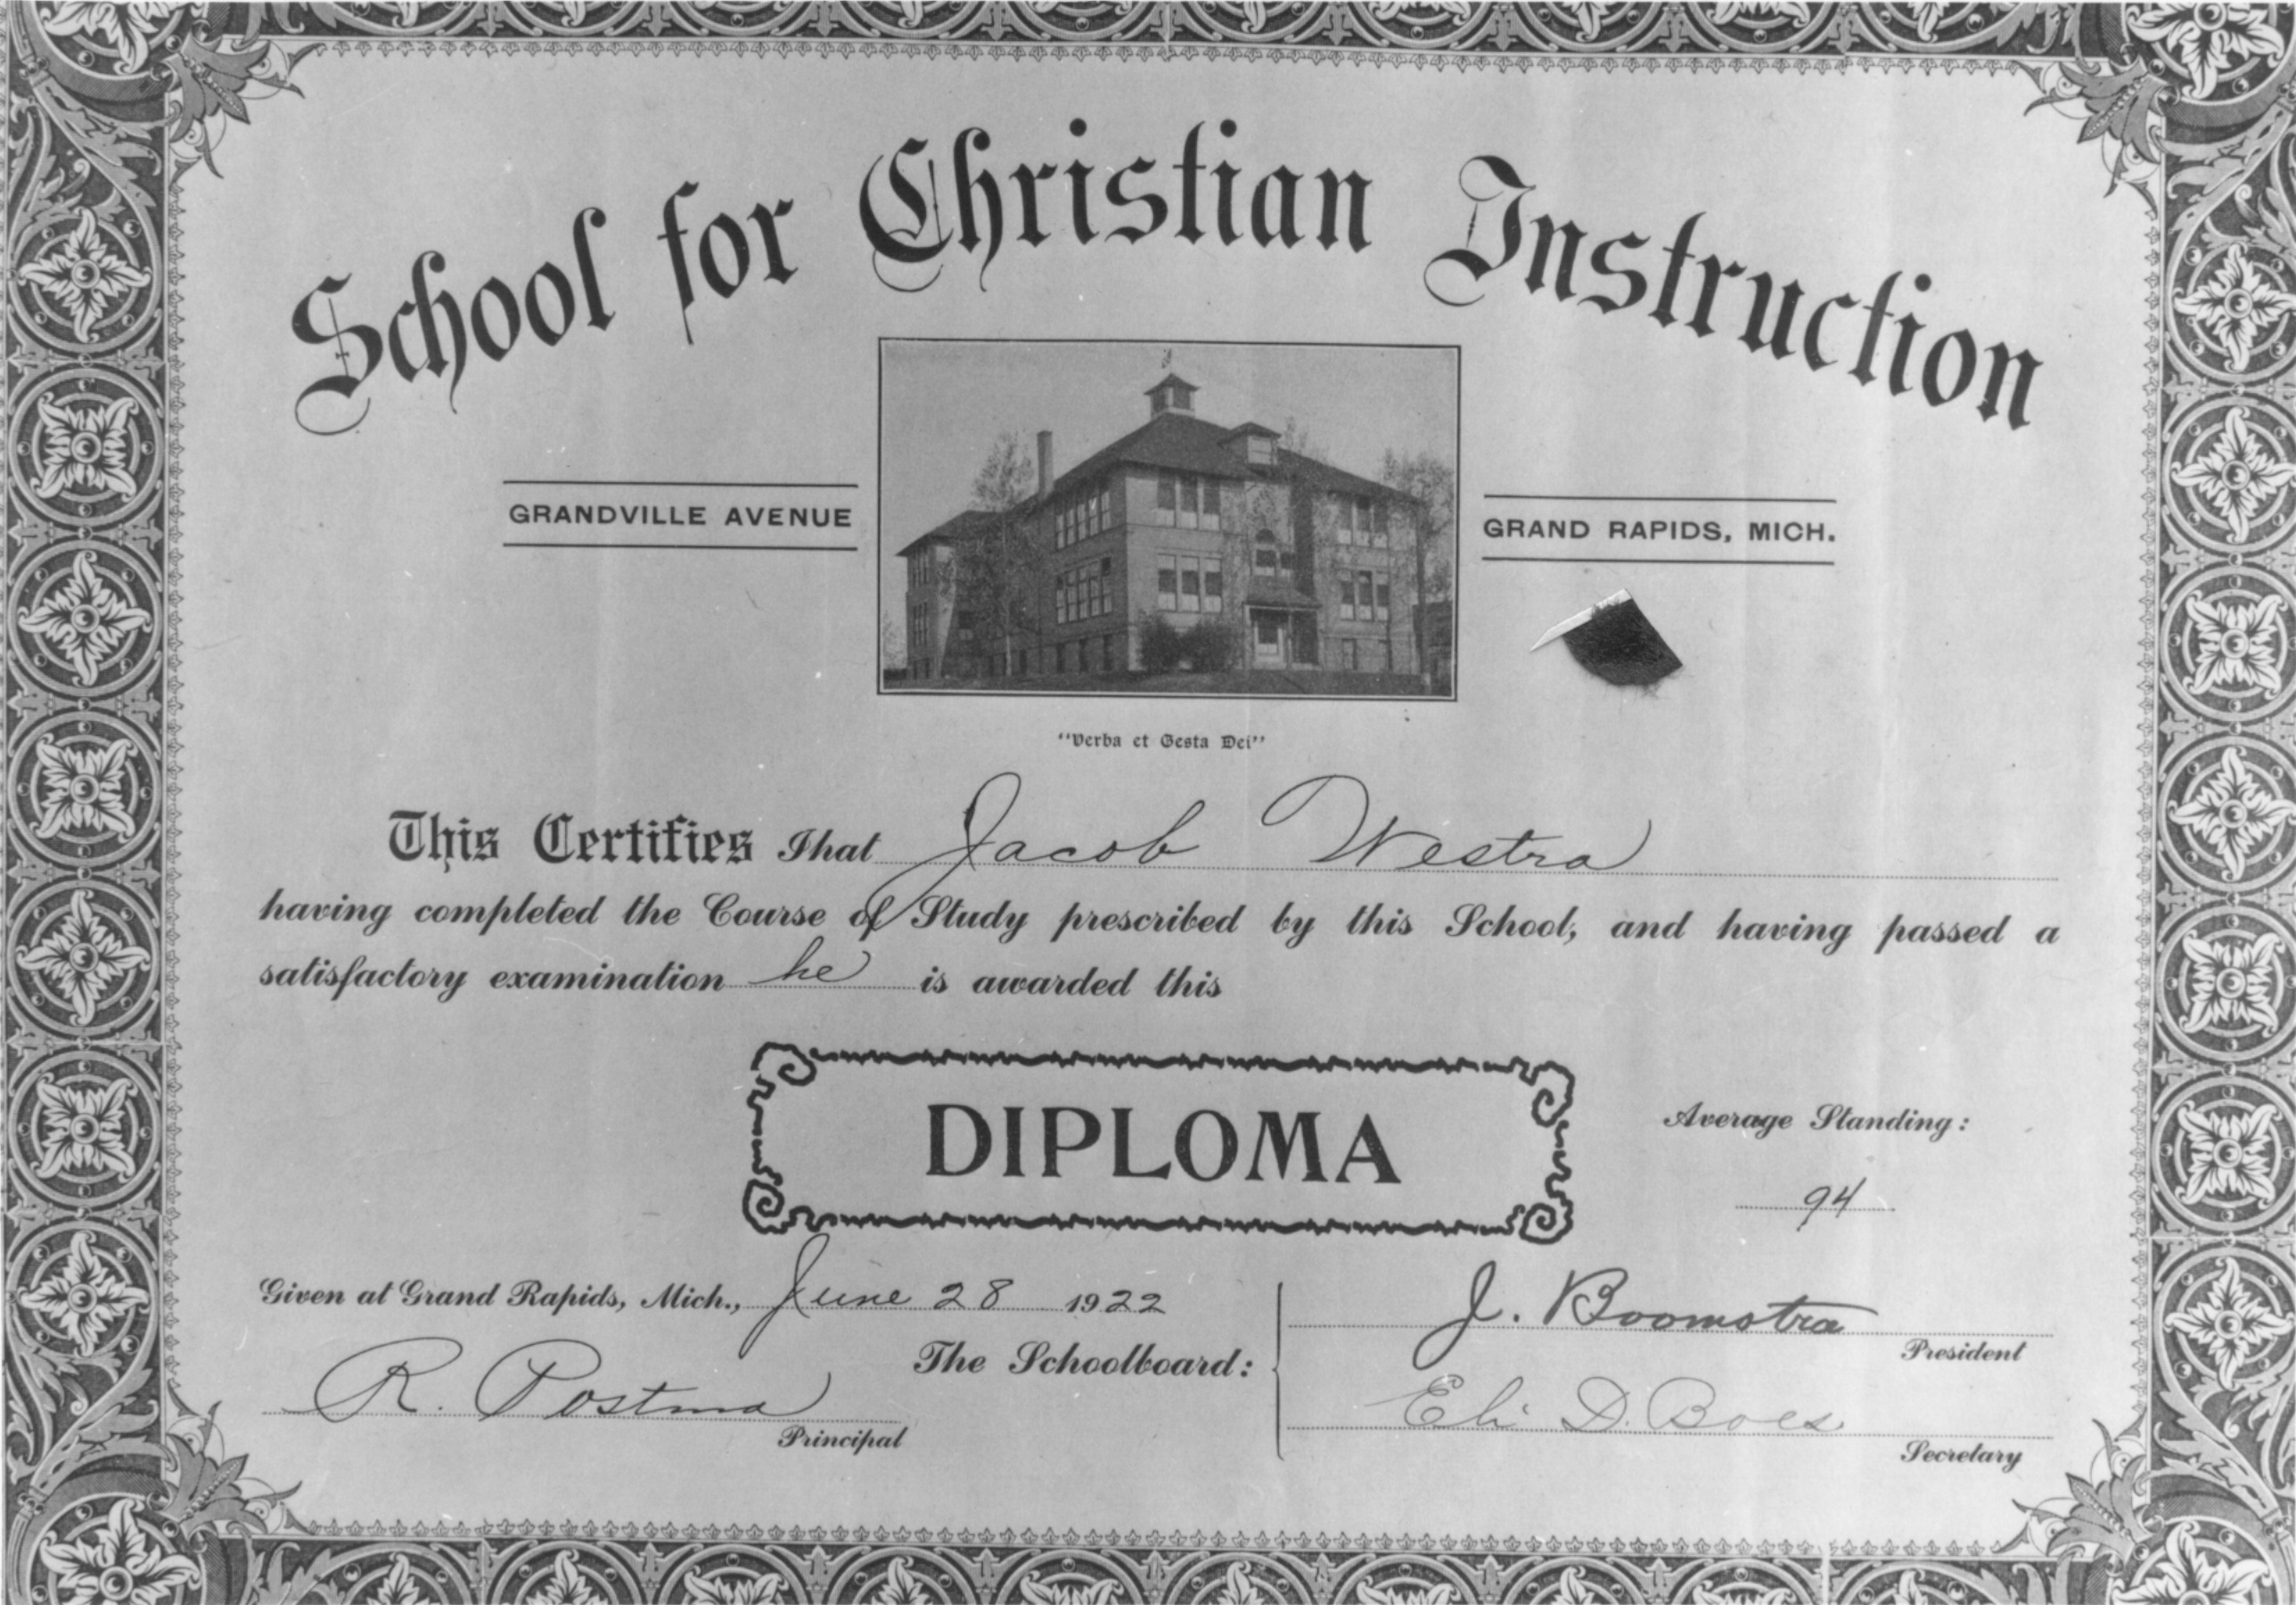 School for Christian Instruction
GRANDVILLE AVENUE
GRAND RAPIDS, MICH.
"Verba et Gesta Dei"
This Certifies That Jacob Westra
having completed the Course of Study prescribed by this School, and having passed a
satisfactory examination he is awarded this
DIPLOMA
Average Standing:
94
Given at Grand Rapids, Mich., June 28 1922
The Schoolboard:
J. Boomstra
President
R. Postma
Principal
Eli D. Boes
Secretary